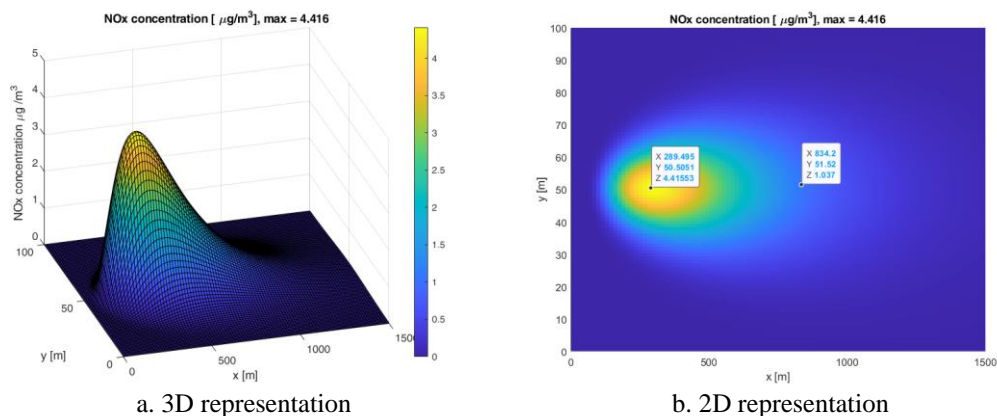 NOx concentration [ μg/m³], max = 4.416
5
4
3
2
1
0
NOx concentration μg /m³
100
50
0
y [m]
0
500
1000
1500
x [m]
4
3.5
3
2.5
2
1.5
1
0.5
0
a. 3D representation
NOx concentration [ μg/m³], max = 4.416
100
90
80
70
60
50
40
30
20
10
0
y [m]
X 289.495
Y 50.5051
Z 4.41553
X 834.2
Y 51.52
Z 1.037
0
500
1000
1500
x [m]
b. 2D representation